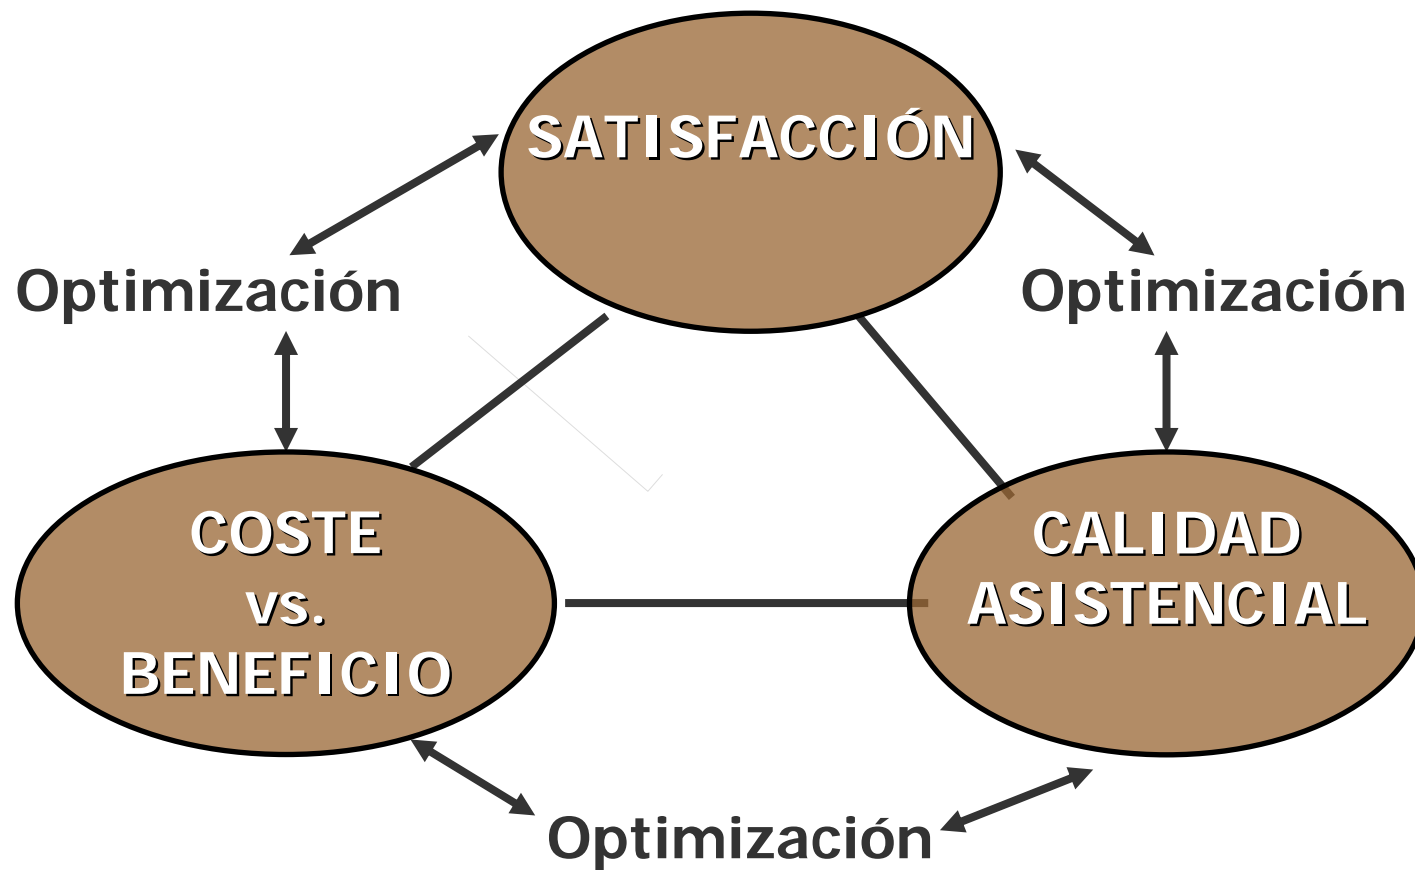 SATISFACCIÓN
Optimización
Optimización
COSTE
vs.
BENEFICIO
CALIDAD
ASISTENCIAL
Optimización